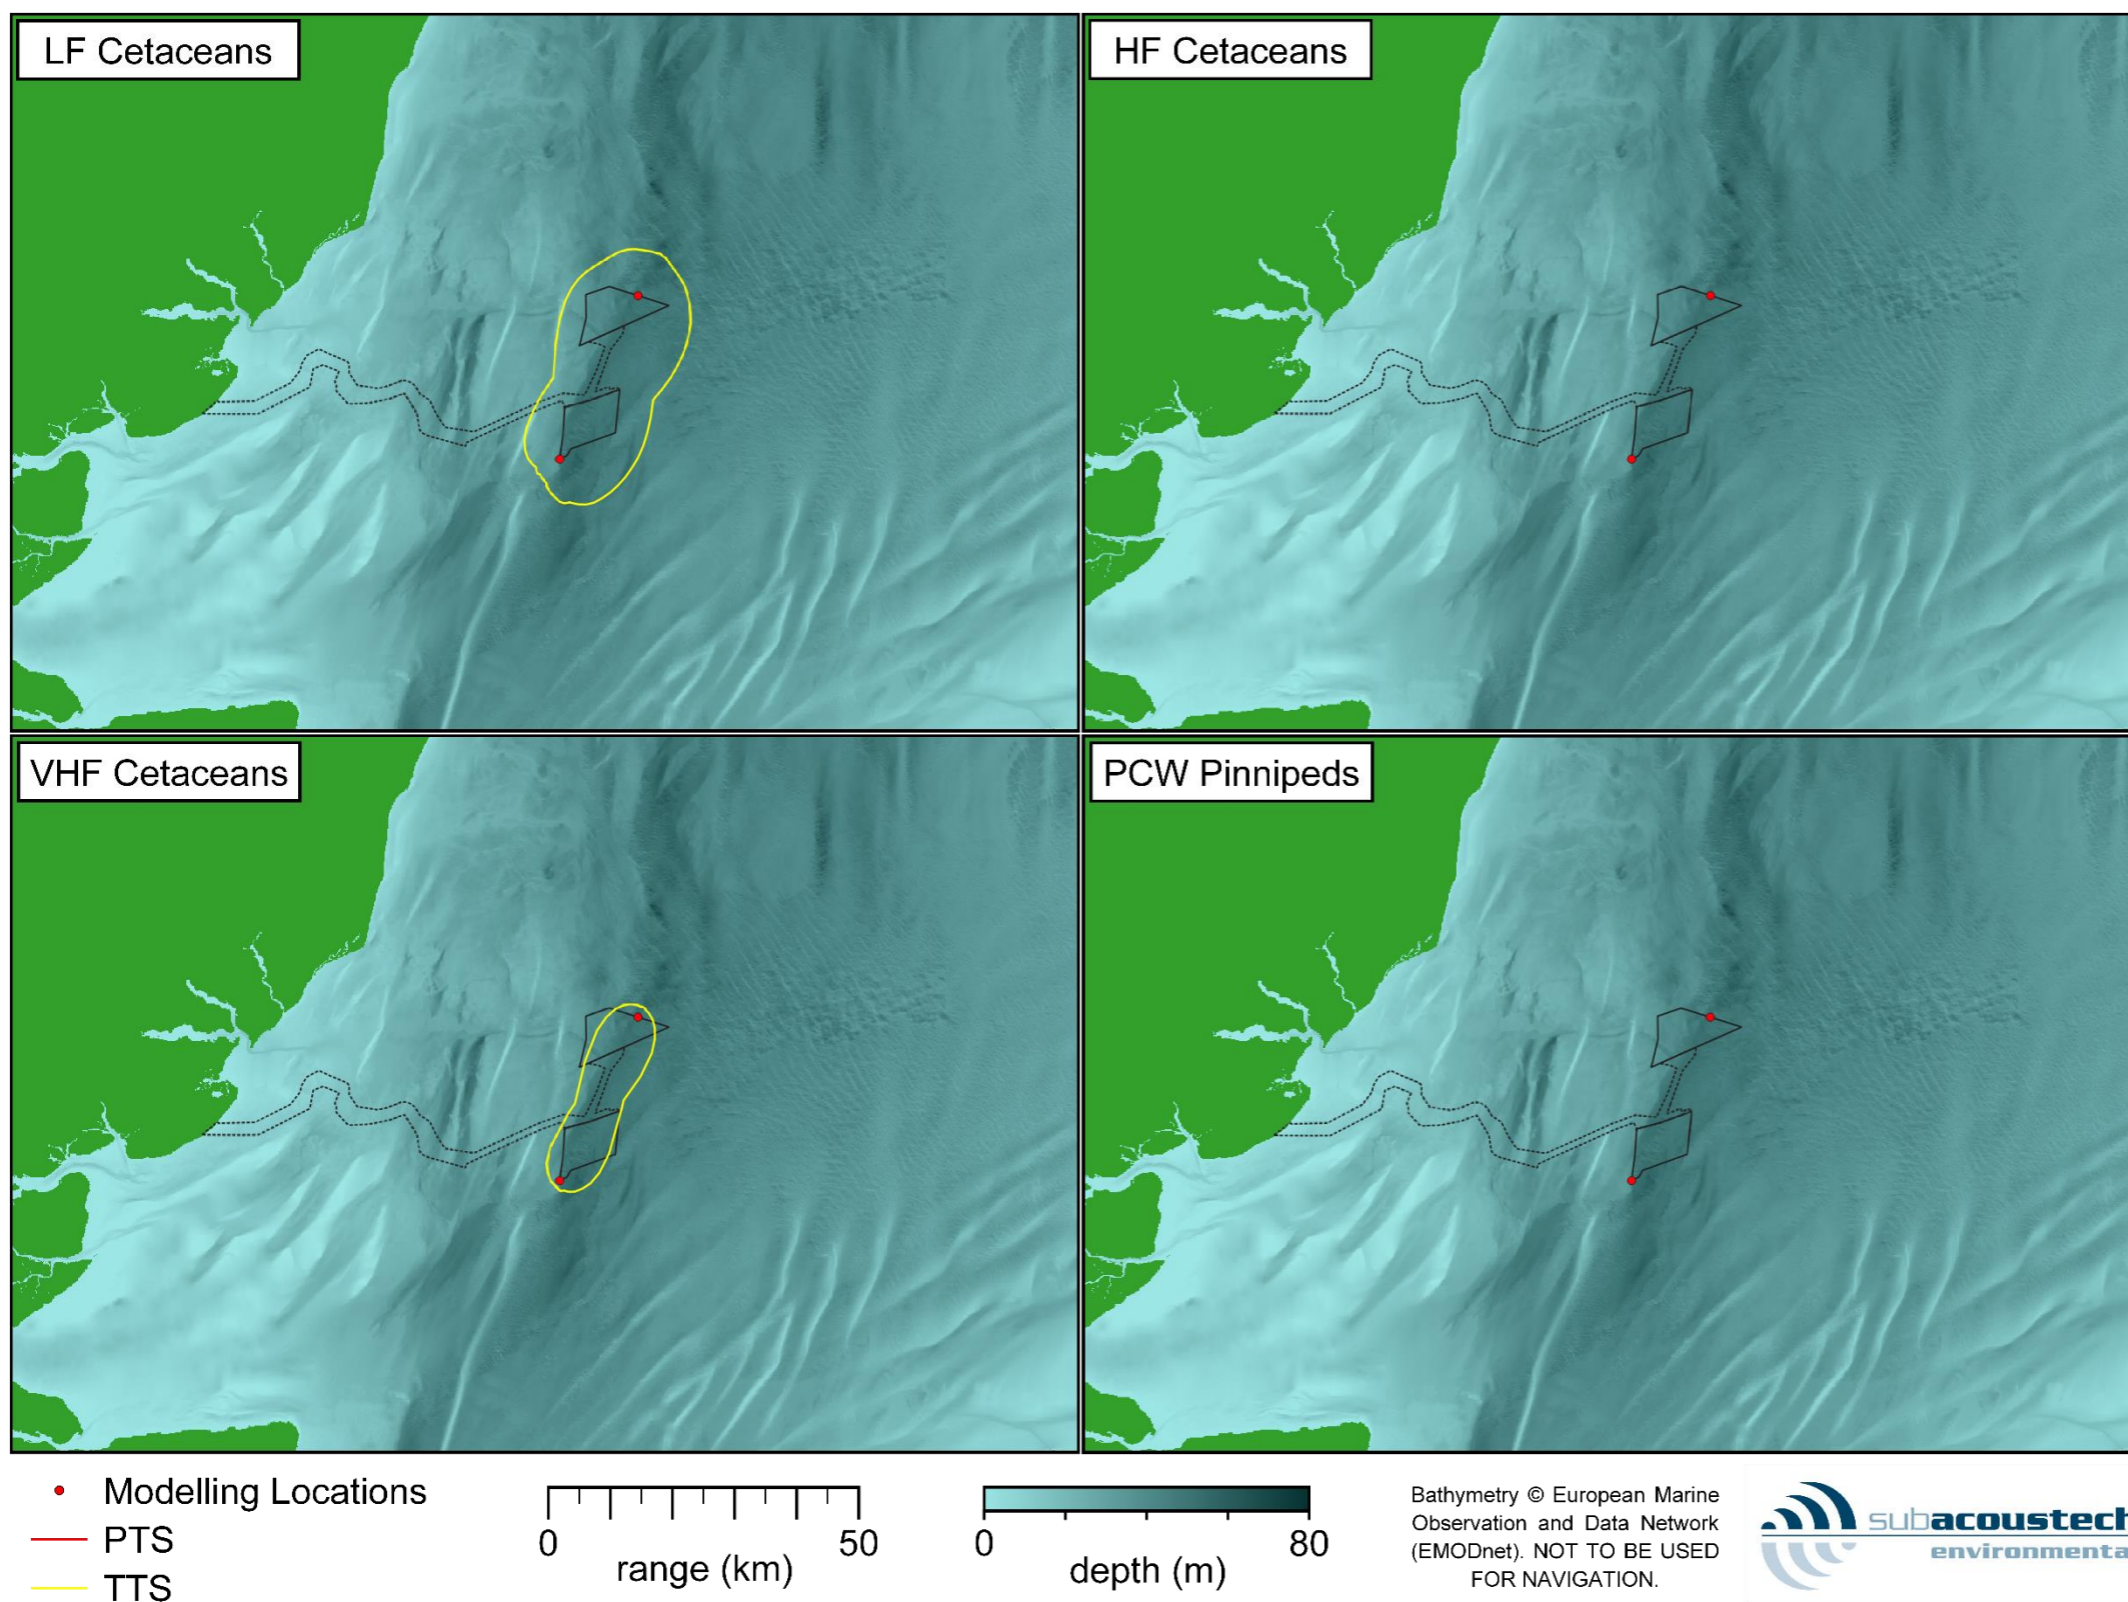 LF Cetaceans
HF Cetaceans
VHF Cetaceans
PCW Pinnipeds
Modelling Locations
PTS
TTS
0 50
range (km)
0 80
depth (m)
Bathymetry © European Marine
Observation and Data Network
(EMODnet). NOT TO BE USED
FOR NAVIGATION.
subacoustech
environmenta